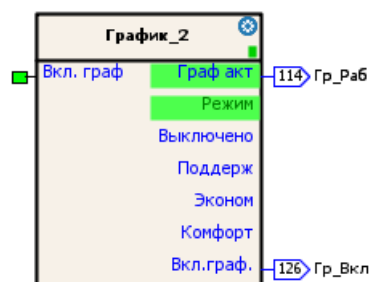 График_2
Вкл. граф Граф акт 114 Гр_Раб
Режим
Выключено
Поддерж
Эконом
Комфорт
Вкл.граф. 126 Гр_Вкл